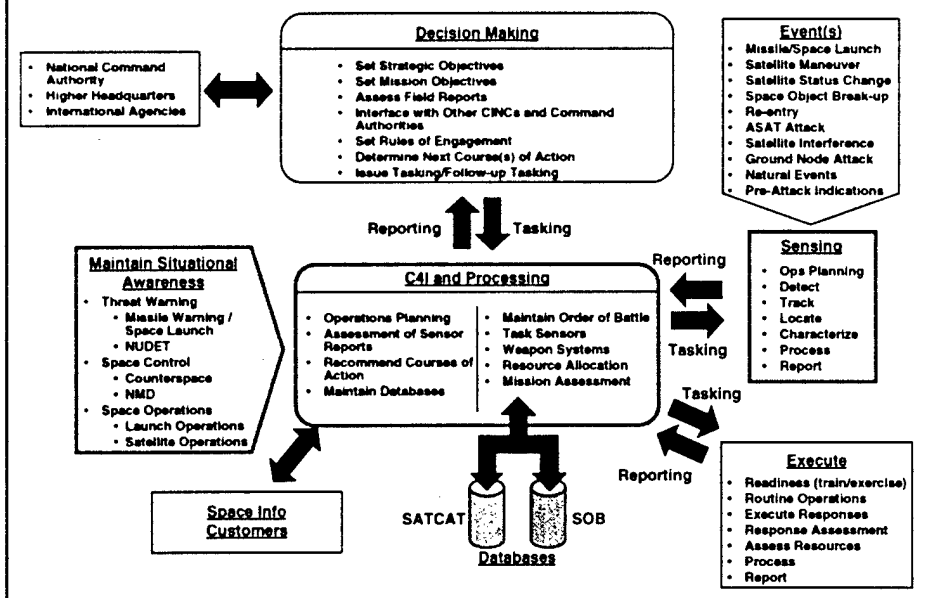 Decision Making
• Set Strategic Objectives
• Set Mission Objectives
• Assess Field Reports
• Interface with Other CINCs and Command
Authorities
• Set Rules of Engagement
• Determine Next Course(s) of Action
• Issue Tasking/Follow-up Tasking
• National Command
Authority
• Higher Headquarters
• International Agencies
Event(s)
• Missile/Space Launch
• Satellite Maneuver
• Satellite Status Change
• Space Object Break-up
• Re-entry
• ASAT Attack
• Satellite Interference
• Ground Node Attack
• Natural Events
• Pre-Attack Indications
Reporting
Tasking
Maintain Situational
Awareness
• Threat Warning
• Missile Warning /
Space Launch
• NUDET
• Space Control
• Counterspace
• NMD
• Space Operations
• Launch Operations
• Satellite Operations
C4I and Processing
• Operations Planning
• Assessment of Sensor
Reports
• Recommend Courses of
Action
• Maintain Databases
• Maintain Order of Battle
• Task Sensors
• Weapon Systems
• Resource Allocation
• Mission Assessment
Reporting
Tasking
Sensing
• Ops Planning
• Detect
• Track
• Locate
• Characterize
• Process
• Report
Tasking
Reporting
Space Info
Customers
SATCAT
SOB
Databases
Execute
• Readiness (train/exercise)
• Routine Operations
• Execute Responses
• Response Assessment
• Assess Resources
• Process
• Report